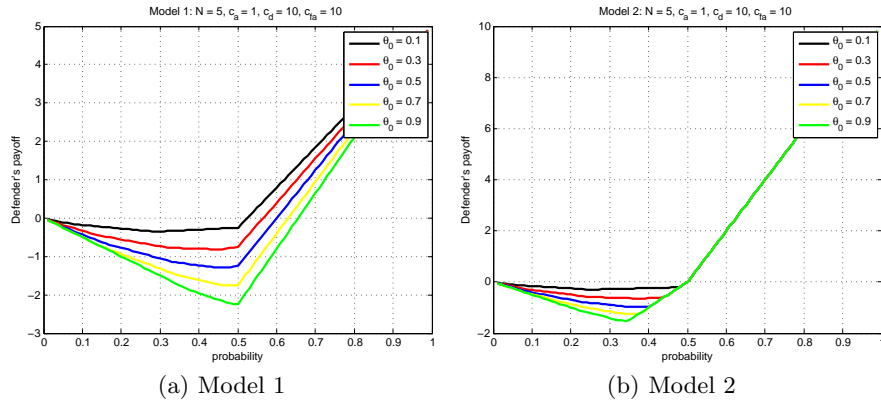 Model 1: N = 5, c_a = 1, c_d = 10, c_fa = 10
5
4
3
2
1
0
−1
−2
−3
Defender's payoff
θ_0 = 0.1
θ_0 = 0.3
θ_0 = 0.5
θ_0 = 0.7
θ_0 = 0.9
0 0.1 0.2 0.3 0.4 0.5 0.6 0.7 0.8 0.9 1
probability
(a) Model 1
Model 2: N = 5, c_a = 1, c_d = 10, c_fa = 10
10
8
6
4
2
0
−2
Defender's payoff
θ_0 = 0.1
θ_0 = 0.3
θ_0 = 0.5
θ_0 = 0.7
θ_0 = 0.9
0 0.1 0.2 0.3 0.4 0.5 0.6 0.7 0.8 0.9 1
probability
(b) Model 2